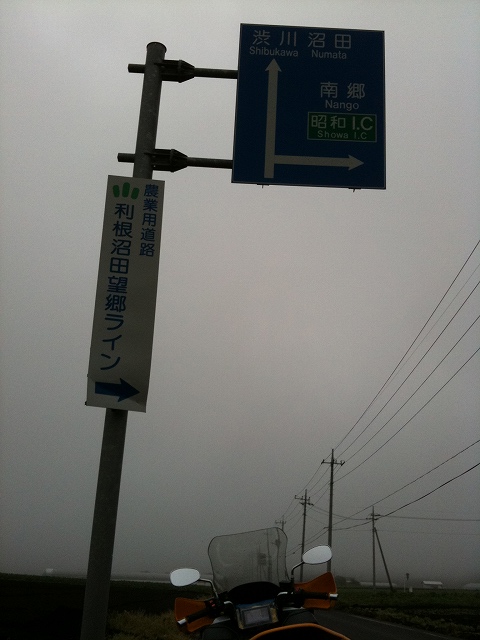 渋川 沼田
Shibukawa Numata
南郷
Nango
昭和 I.C
Showa I.C
農業用道路
利根沼田望郷ライン